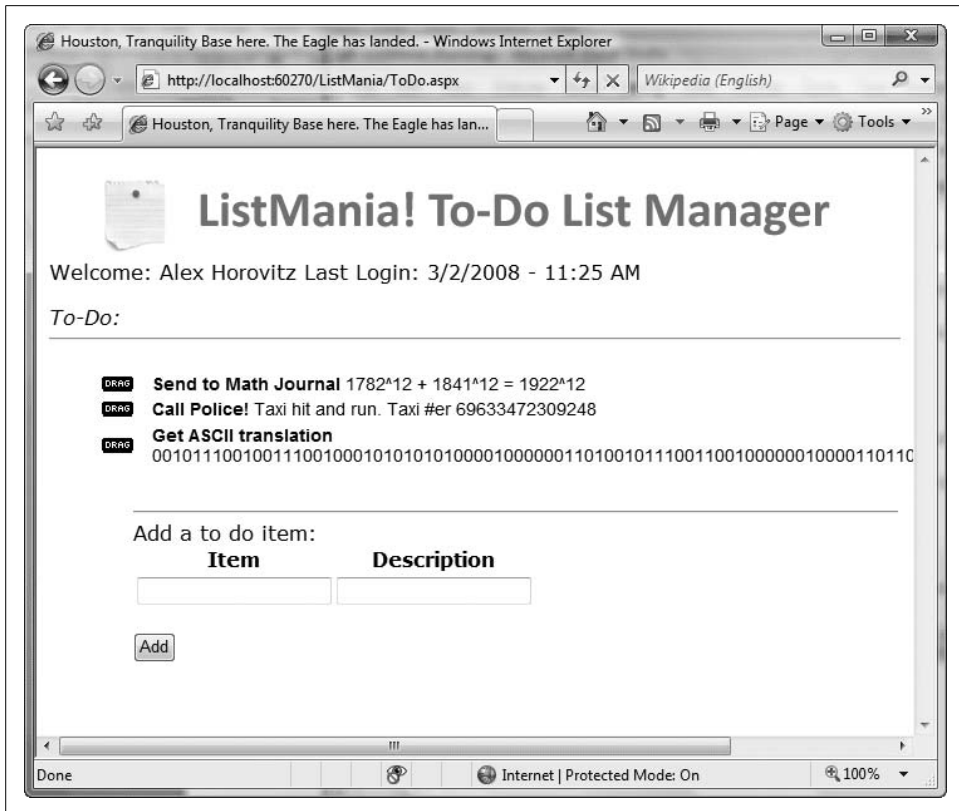 Houston, Tranquility Base here. The Eagle has landed. - Windows Internet Explorer
http://localhost:60270/ListMania/ToDo.aspx Wikipedia (English)
Houston, Tranquility Base here. The Eagle has lan... Page Tools
ListMania! To-Do List Manager
Welcome: Alex Horovitz Last Login: 3/2/2008 - 11:25 AM
To-Do:
DRAG Send to Math Journal 1782^12 + 1841^12 = 1922^12
DRAG Call Police! Taxi hit and run. Taxi #er 69633472309248
DRAG Get ASCII translation
0010111001001110010001010101010000100000011010010111001100100000010000110110
Add a to do item:
Item Description
Add
Done Internet | Protected Mode: On 100%